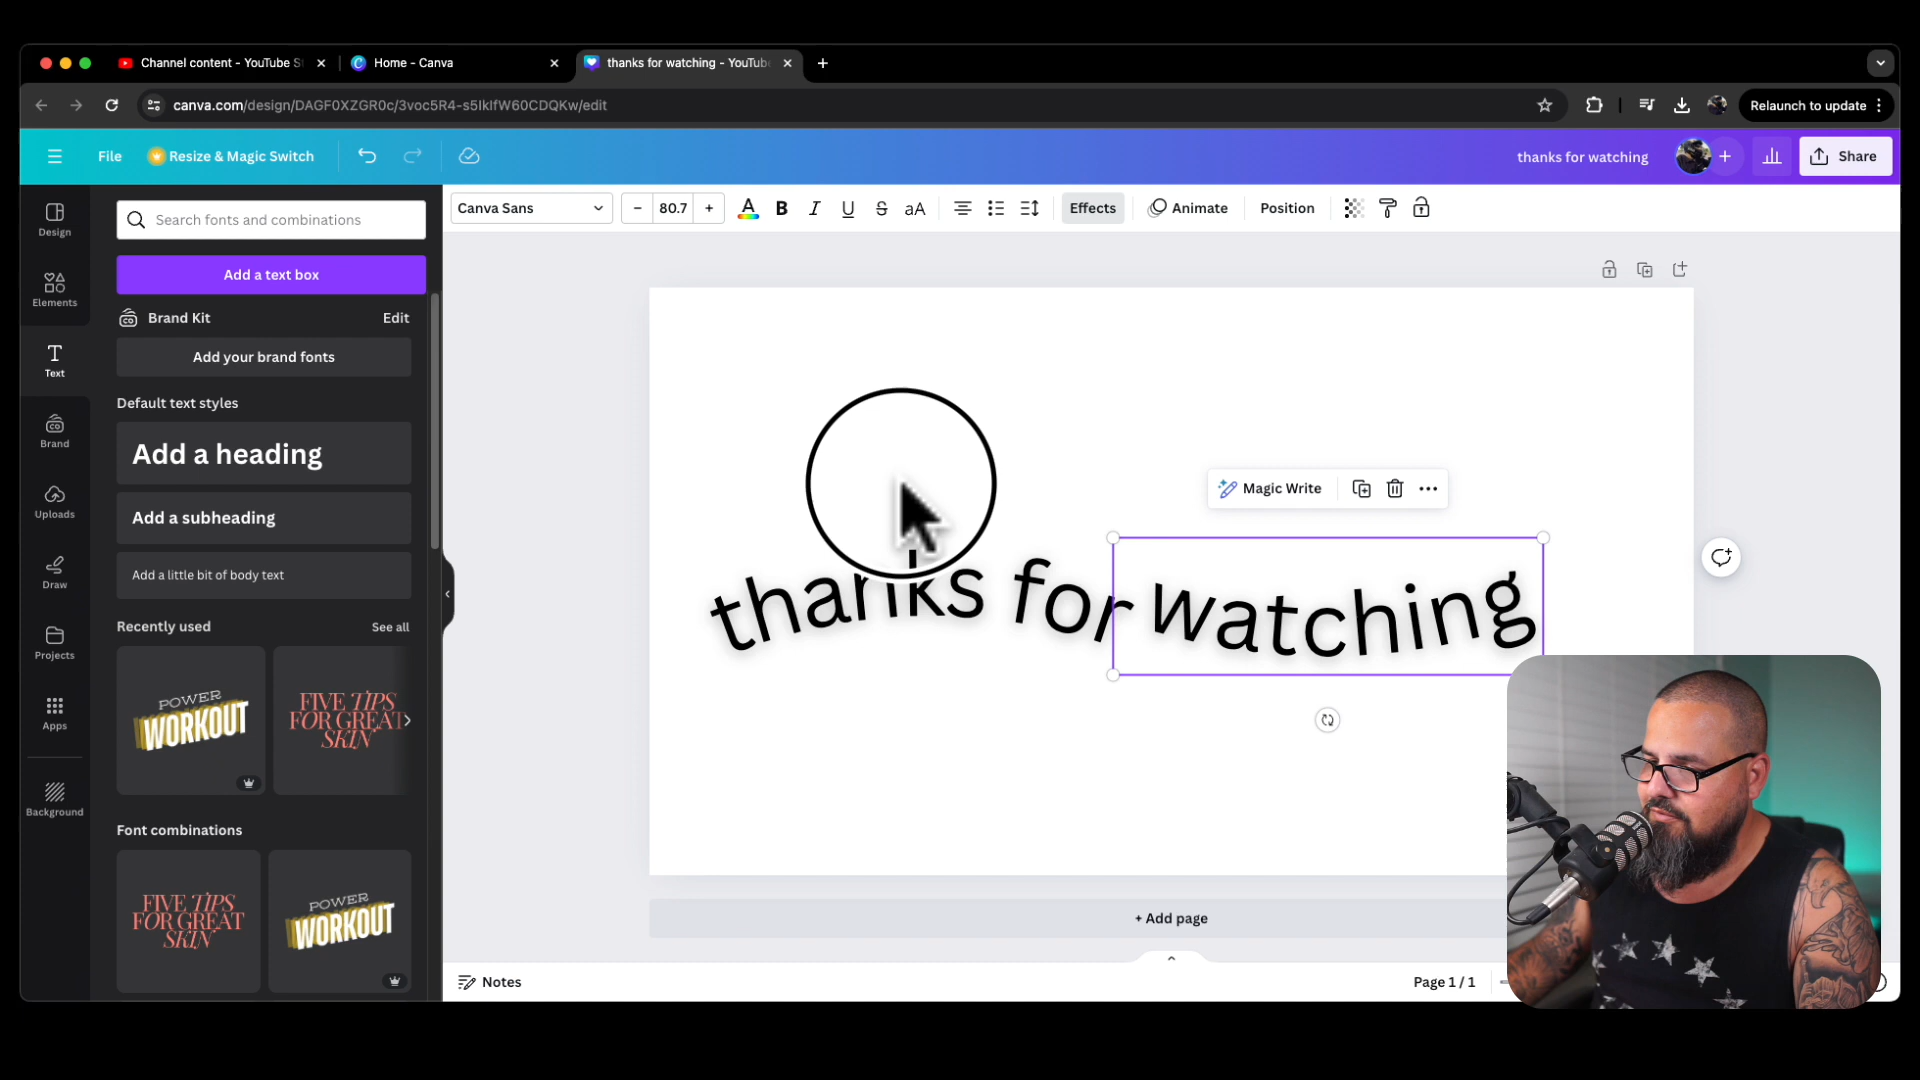 Channel content - YouTube S
Home - Canva
thanks for watching - YouTube
canva.com/design/DAGF0XZGR0c/3voc5R4-s5IkIfW60CDQKw/edit
Relaunch to update
File
Resize & Magic Switch
thanks for watching
Share
Design
Elements
Text
Brand
Uploads
Draw
Projects
Apps
Background
Search fonts and combinations
Add a text box
Brand Kit
Edit
Add your brand fonts
Default text styles
Add a heading
Add a subheading
Add a little bit of body text
Recently used
See all
POWER
WORKOUT
FIVE TIPS
FOR GREAT
SKIN
Font combinations
FIVE TIPS
FOR GREAT
SKIN
POWER
WORKOUT
Canva Sans
- 80.7 +
A B I U S aA
Effects
Animate
Position
Magic Write
thanks for watching
+ Add page
Notes
Page 1 / 1